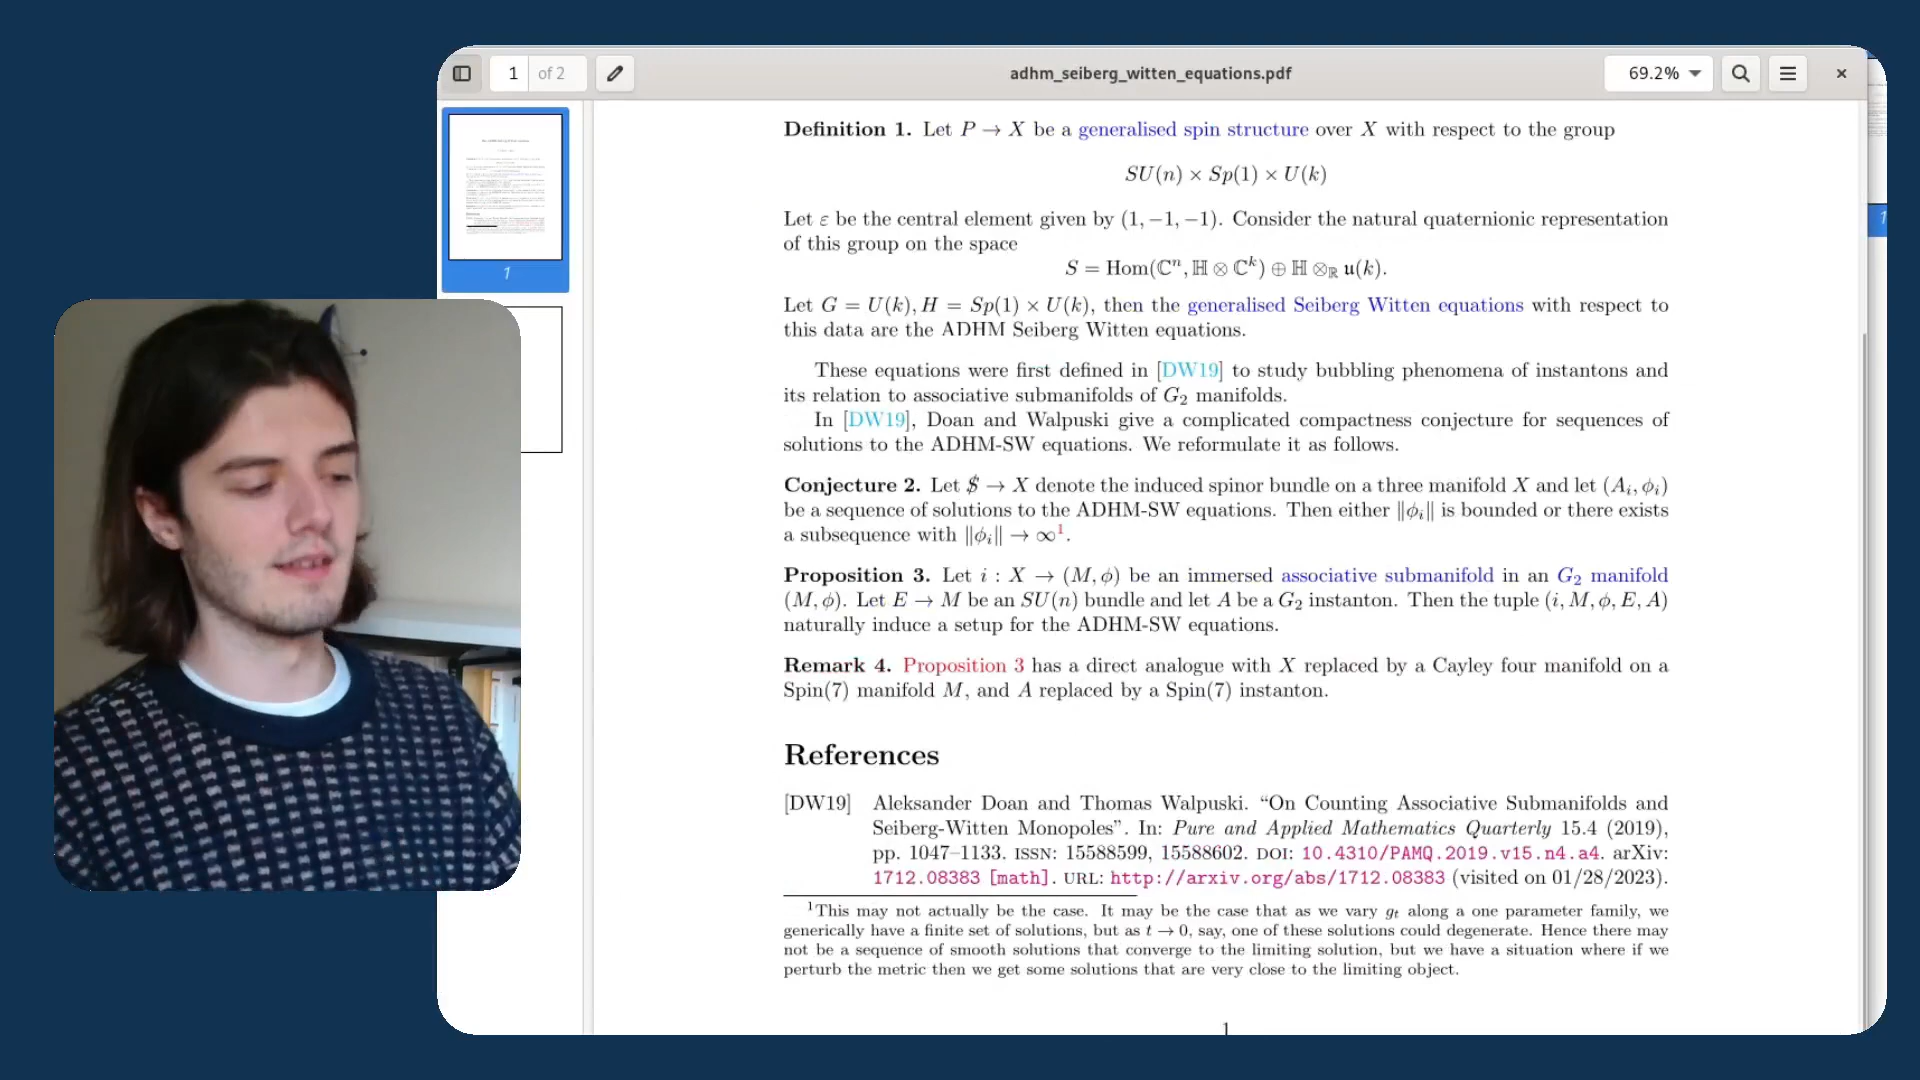 1 of 2
adhm_seiberg_witten_equations.pdf
69.2%
1
Definition 1. Let P → X be a generalised spin structure over X with respect to the group
SU(n) × Sp(1) × U(k)
Let ε be the central element given by (1, −1, −1). Consider the natural quaternionic representation
of this group on the space
S = Hom(ℂⁿ, ℍ ⊗ ℂᵏ) ⊕ ℍ ⊗_ℝ 𝔲(k).
Let G = U(k), H = Sp(1) × U(k), then the generalised Seiberg Witten equations with respect to
this data are the ADHM Seiberg Witten equations.
These equations were first defined in [DW19] to study bubbling phenomena of instantons and
its relation to associative submanifolds of G₂ manifolds.
In [DW19], Doan and Walpuski give a complicated compactness conjecture for sequences of
solutions to the ADHM-SW equations. We reformulate it as follows.
Conjecture 2. Let $ → X denote the induced spinor bundle on a three manifold X and let (Aᵢ, ϕᵢ)
be a sequence of solutions to the ADHM-SW equations. Then either ‖ϕᵢ‖ is bounded or there exists
a subsequence with ‖ϕᵢ‖ → ∞¹.
Proposition 3. Let i : X → (M, ϕ) be an immersed associative submanifold in an G₂ manifold
(M, ϕ). Let E → M be an SU(n) bundle and let A be a G₂ instanton. Then the tuple (i, M, ϕ, E, A)
naturally induce a setup for the ADHM-SW equations.
Remark 4. Proposition 3 has a direct analogue with X replaced by a Cayley four manifold on a
Spin(7) manifold M, and A replaced by a Spin(7) instanton.
References
[DW19] Aleksander Doan and Thomas Walpuski. “On Counting Associative Submanifolds and
Seiberg-Witten Monopoles”. In: Pure and Applied Mathematics Quarterly 15.4 (2019),
pp. 1047–1133. ISSN: 15588599, 15588602. DOI: 10.4310/PAMQ.2019.v15.n4.a4. arXiv:
1712.08383 [math]. URL: http://arxiv.org/abs/1712.08383 (visited on 01/28/2023).
¹This may not actually be the case. It may be the case that as we vary gₜ along a one parameter family, we
generically have a finite set of solutions, but as t → 0, say, one of these solutions could degenerate. Hence there may
not be a sequence of smooth solutions that converge to the limiting solution, but we have a situation where if we
perturb the metric then we get some solutions that are very close to the limiting object.
1